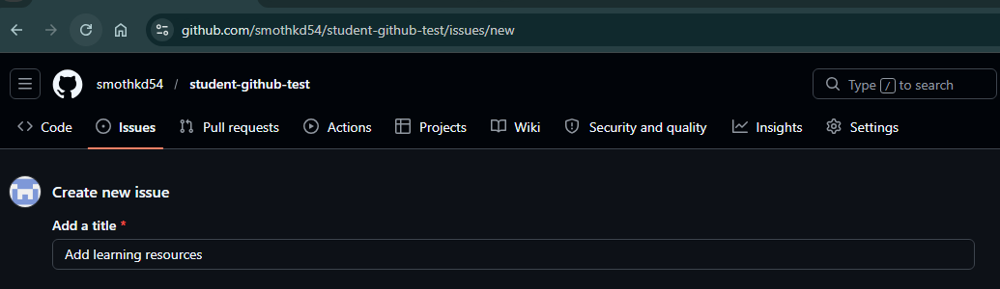 github.com/smothkd54/student-github-test/issues/new
smothkd54 / student-github-test Type / to search
Code Issues Pull requests Actions Projects Wiki Security and quality Insights Settings
Create new issue
Add a title *
Add learning resources